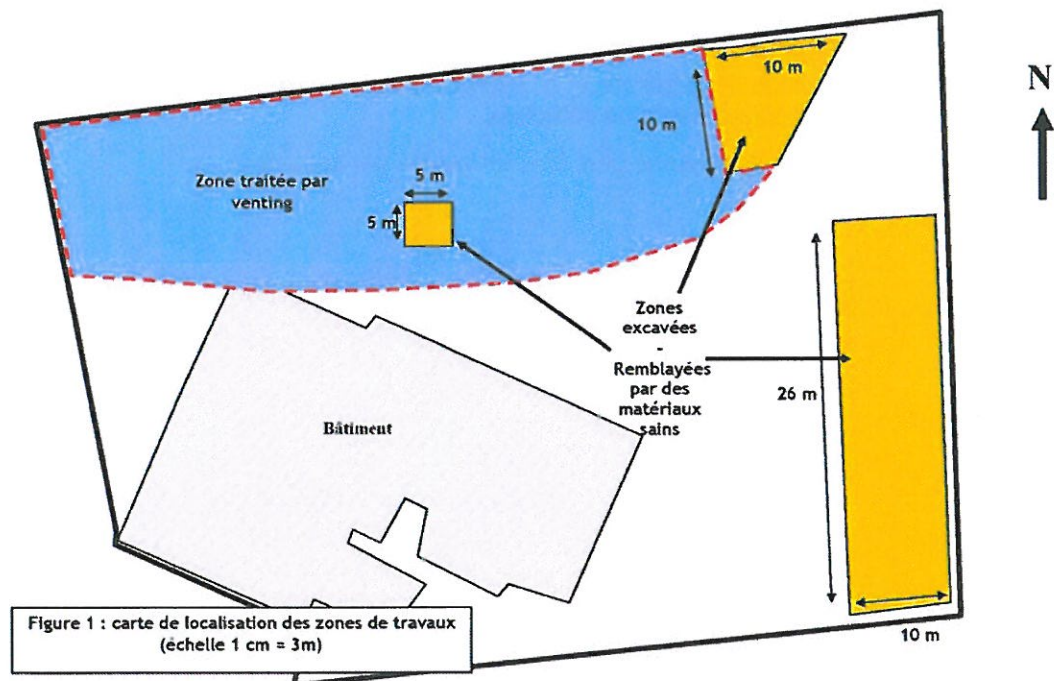 10 m
N
10 m
Zone traitée par
venting
5 m
5 m
Zones
excavées
-
Remblayées
par des
matériaux
sains
26 m
Bâtiment
Figure 1 : carte de localisation des zones de travaux
(échelle 1 cm = 3m)
10 m